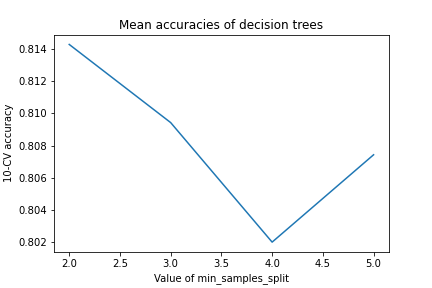 Mean accuracies of decision trees
0.814
0.812
0.810
0.808
0.806
0.804
0.802
10-CV accuracy
2.0 2.5 3.0 3.5 4.0 4.5 5.0
Value of min_samples_split